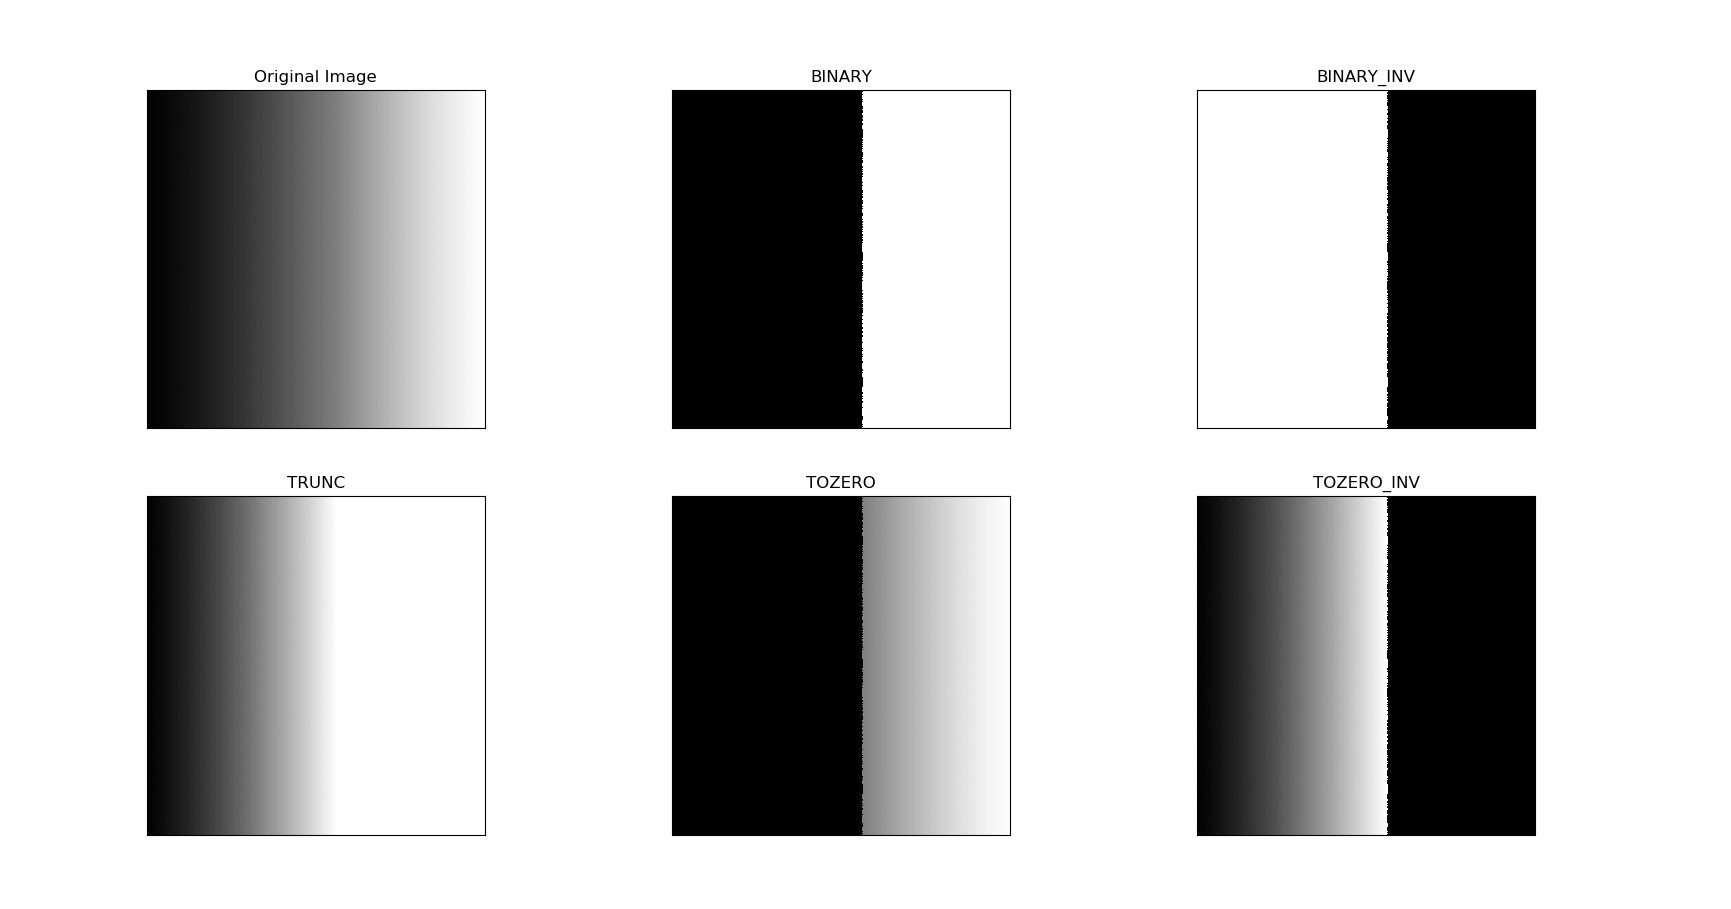 Original Image
BINARY
BINARY_INV
TRUNC
TOZERO
TOZERO_INV